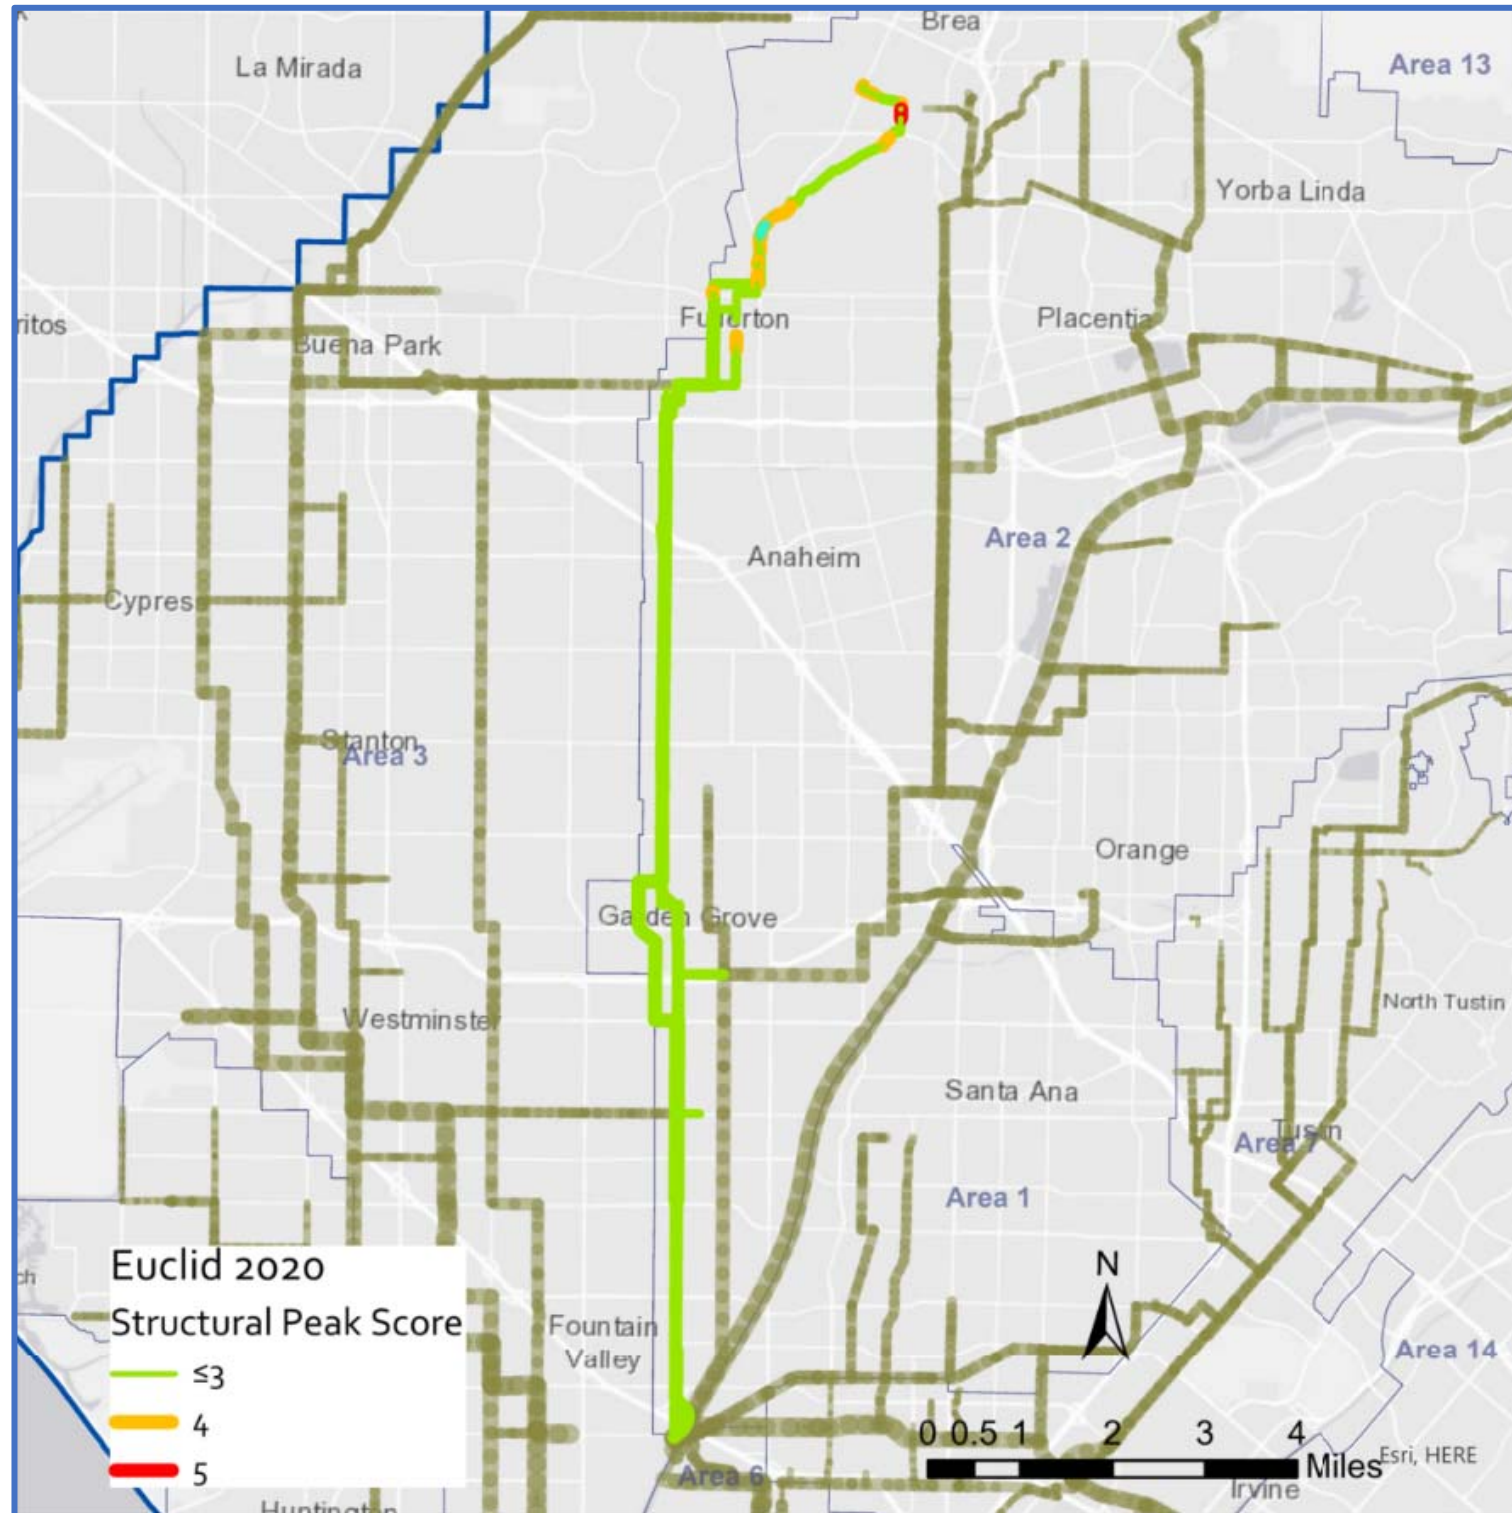 Brea
La Mirada
Area 13
Yorba Linda
ritos
Fullerton
Placentia
Buena Park
Area 2
Anaheim
Cypress
Stanton
Area 3
Orange
Garden Grove
North Tustin
Westminster
Santa Ana
Tustin
Area 7
Area 1
N
Euclid 2020
ch
Structural Peak Score
Fountain
Valley
Area 14
≤3
4
5
0 0.5 1 2 3 4
Miles
Esri, HERE
Area 6
Irvine
Huntington